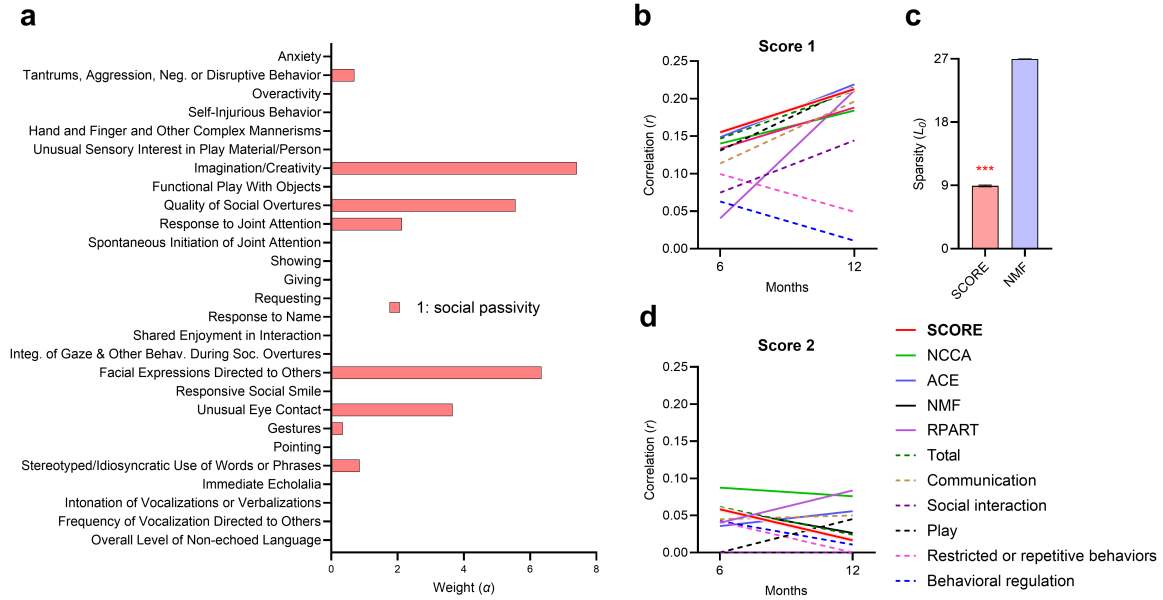 a
Anxiety
Tantrums, Aggression, Neg. or Disruptive Behavior
Overactivity
Self-Injurious Behavior
Hand and Finger and Other Complex Mannerisms
Unusual Sensory Interest in Play Material/Person
Imagination/Creativity
Functional Play With Objects
Quality of Social Overtures
Response to Joint Attention
Spontaneous Initiation of Joint Attention
Showing
Giving
Requesting
Response to Name
Shared Enjoyment in Interaction
Integ. of Gaze & Other Behav. During Soc. Overtures
Facial Expressions Directed to Others
Responsive Social Smile
Unusual Eye Contact
Gestures
Pointing
Stereotyped/Idiosyncratic Use of Words or Phrases
Immediate Echolalia
Intonation of Vocalizations or Verbalizations
Frequency of Vocalization Directed to Others
Overall Level of Non-echoed Language
1: social passivity
0 2 4 6 8
Weight (α)
b
Score 1
Correlation (r)
0.25
0.20
0.15
0.10
0.05
0.00
6 12
Months
c
Sparsity (L0)
27
18
9
0
***
SCORE
NMF
d
Score 2
Correlation (r)
0.25
0.20
0.15
0.10
0.05
0.00
6 12
Months
SCORE
NCCA
ACE
NMF
RPART
Total
Communication
Social interaction
Play
Restricted or repetitive behaviors
Behavioral regulation